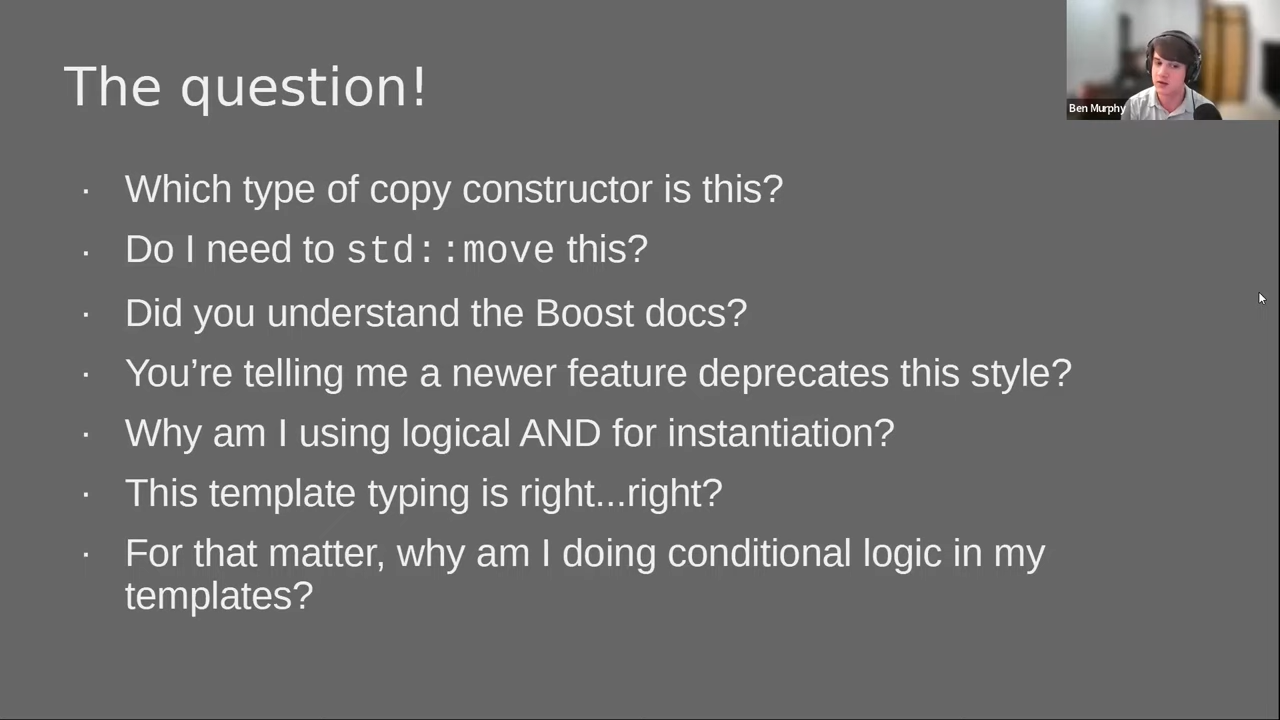 The question!
Ben Murphy
· Which type of copy constructor is this?
· Do I need to std::move this?
· Did you understand the Boost docs?
· You’re telling me a newer feature deprecates this style?
· Why am I using logical AND for instantiation?
· This template typing is right...right?
· For that matter, why am I doing conditional logic in my
templates?